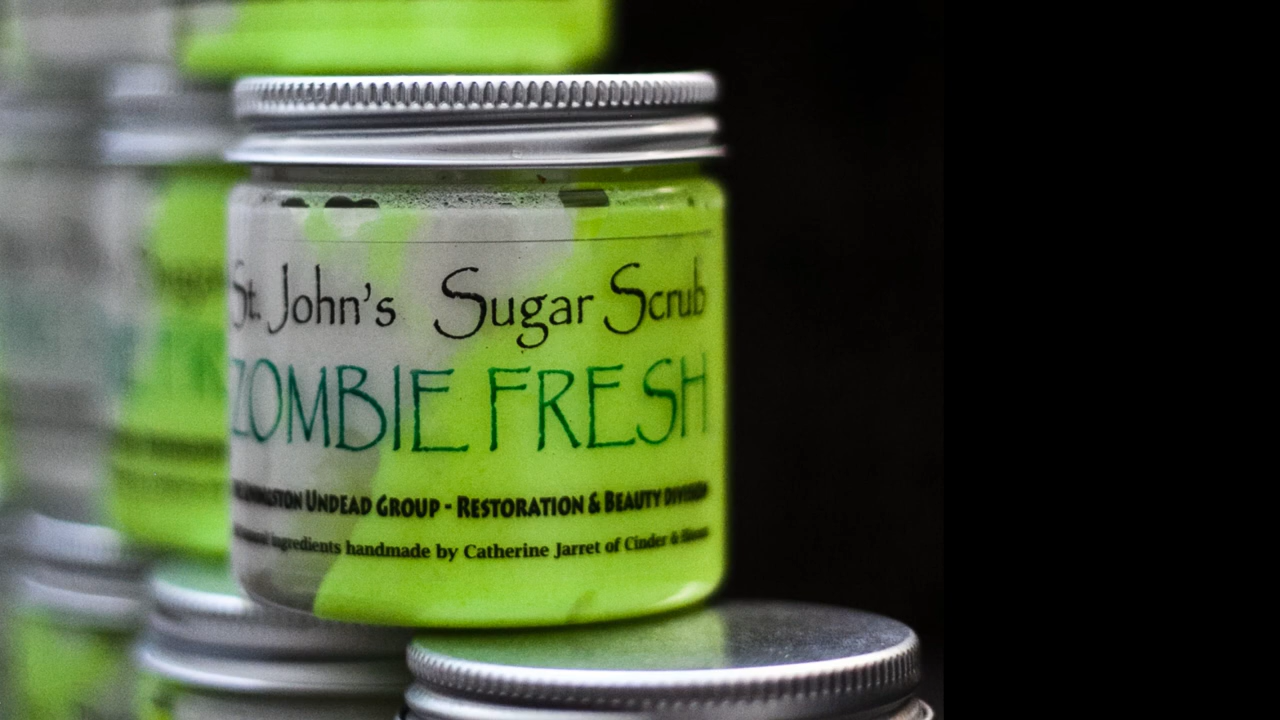 St. John's Sugar Scrub
ZOMBIE FRESH
UNDEAD GROUP - RESTORATION & BEAUTY DIVISION
ingredients handmade by Catherine Jarret of Cinder &